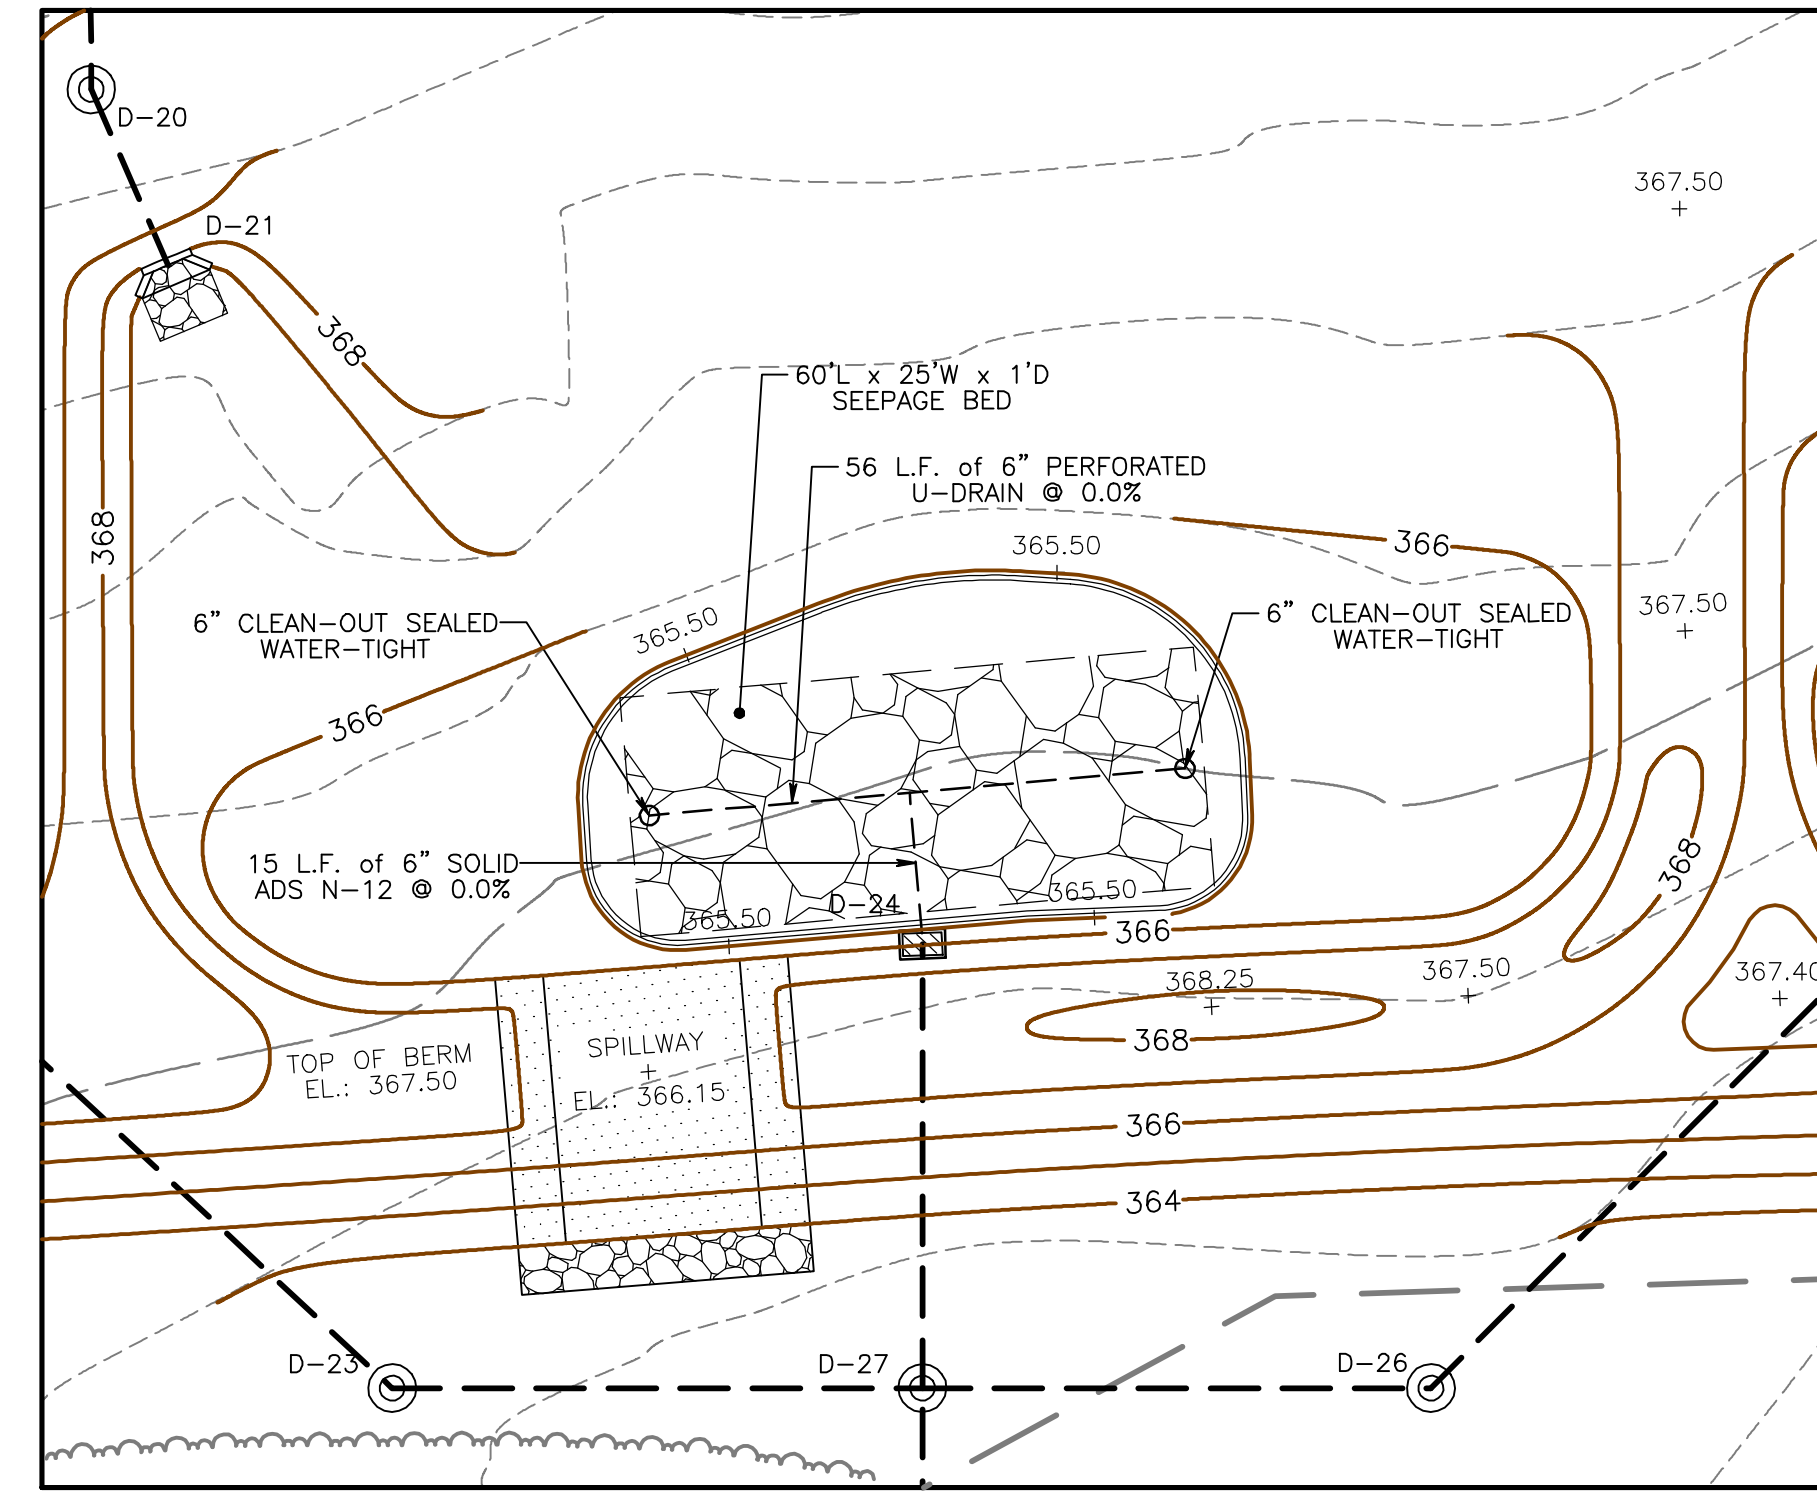 D-20
367.50
D-21
368
60'L x 25'W x 1'D
SEEPAGE BED
56 L.F. of 6" PERFORATED
U-DRAIN @ 0.0%
368
366
365.50
6" CLEAN-OUT SEALED
WATER-TIGHT
365.50
6" CLEAN-OUT SEALED
WATER-TIGHT
367.50
366
15 L.F. of 6" SOLID
ADS N-12 @ 0.0%
368
D-24
365.50
365.50
366
368.25
367.50
367.40
368
TOP OF BERM
EL.: 367.50
SPILLWAY
EL.: 366.15
366
364
D-23
D-27
D-26